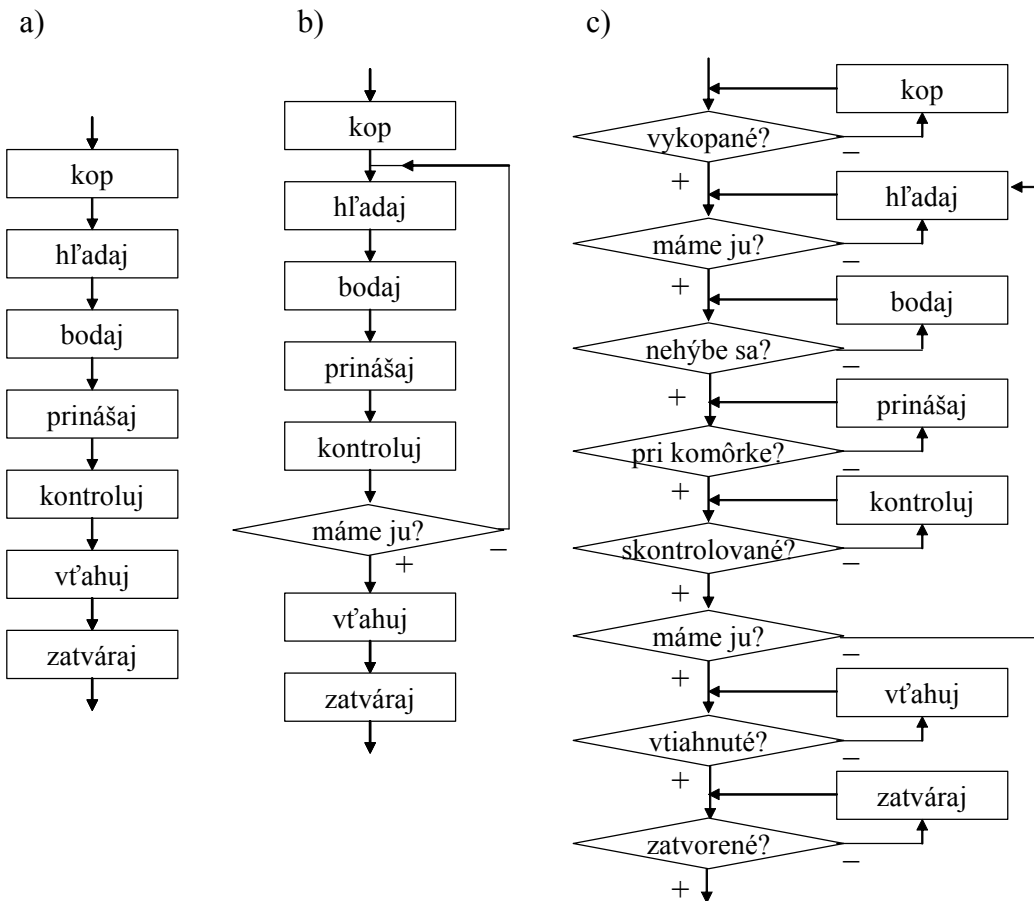 a)
kop
hľadaj
bodaj
prinášaj
kontroluj
vťahuj
zatváraj
b)
kop
hľadaj
bodaj
prinášaj
kontroluj
máme ju?
–
+
vťahuj
zatváraj
c)
kop
vykopané?
–
+
hľadaj
máme ju?
–
+
bodaj
nehýbe sa?
–
+
prinášaj
pri komôrke?
–
+
kontroluj
skontrolované?
–
+
máme ju?
–
+
vťahuj
vtiahnuté?
–
+
zatváraj
zatvorené?
–
+